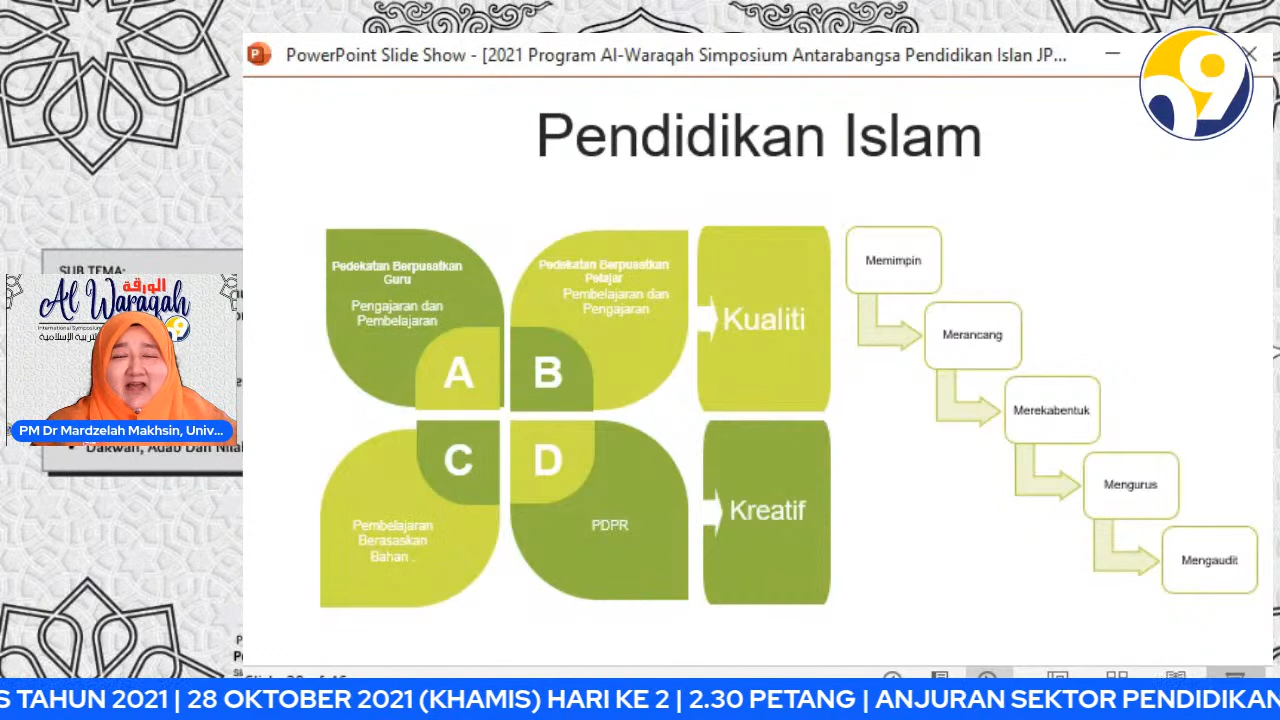 PowerPoint Slide Show - [2021 Program Al-Waraqah Simposium Antarabangsa Pendidikan Islan JP...
Pendidikan Islam
Pedekatan Berpusatkan
Guru
Pengajaran dan
Pembelajaran
A
Pedekatan Berpusatkan
Pelajar
Pembelajaran dan
Pengajaran
B
C
Pembelajaran
Berasaskan
Bahan .
D
PDPR
Kualiti
Kreatif
Memimpin
Merancang
Merekabentuk
Mengurus
Mengaudit
SUB TEMA:
الورقة
Al Waraqah
PM Dr Mardzelah Makhsin, Univ...
Dakwah, Adab Dan Nilai
S TAHUN 2021 | 28 OKTOBER 2021 (KHAMIS) HARI KE 2 | 2.30 PETANG | ANJURAN SEKTOR PENDIDIKAN